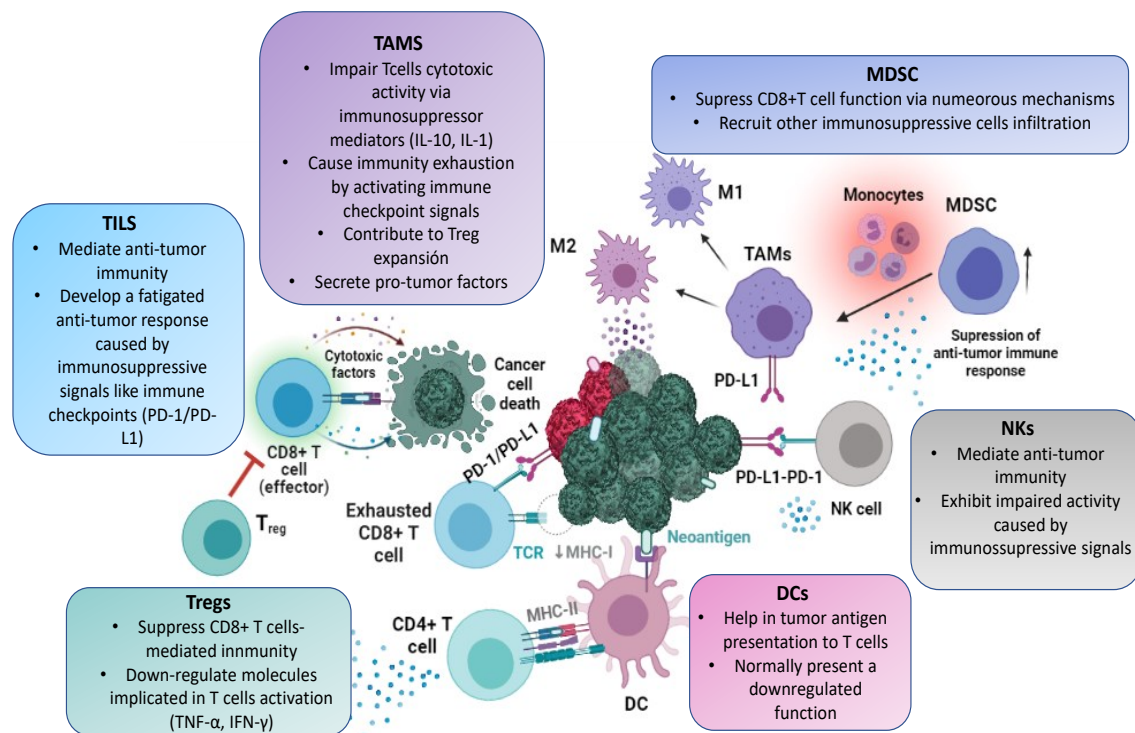 TAMS
• Impair Tcells cytotoxic
activity via
immunosuppressor
mediators (IL-10, IL-1)
• Cause immunity exhaustion
by activating immune
checkpoint signals
• Contribute to Treg
expansión
• Secrete pro-tumor factors
MDSC
• Supress CD8+T cell function via numeorous mechanisms
• Recruit other immunosuppressive cells infiltration
TILS
• Mediate anti-tumor
immunity
• Develop a fatigated
anti-tumor response
caused by
immunosuppressive
signals like immune
checkpoints (PD-1/PD-
L1)
M1
M2
Monocytes
MDSC
TAMs
PD-L1
Supression of
anti-tumor immune
response
Cytotoxic
factors
Cancer
cell
death
CD8+ T
cell
(effector)
Treg
PD-1/PD-L1
Exhausted
CD8+ T
cell
TCR
↓MHC-I
Neoantigen
PD-L1-PD-1
NK cell
NKs
• Mediate anti-tumor
immunity
• Exhibit impaired activity
caused by
immunossupressive signals
Tregs
• Suppress CD8+ T cells-
mediated innmunity
• Down-regulate molecules
implicated in T cells activation
(TNF-α, IFN-γ)
CD4+ T
cell
MHC-II
DC
DCs
• Help in tumor antigen
presentation to T cells
• Normally present a
downregulated
function